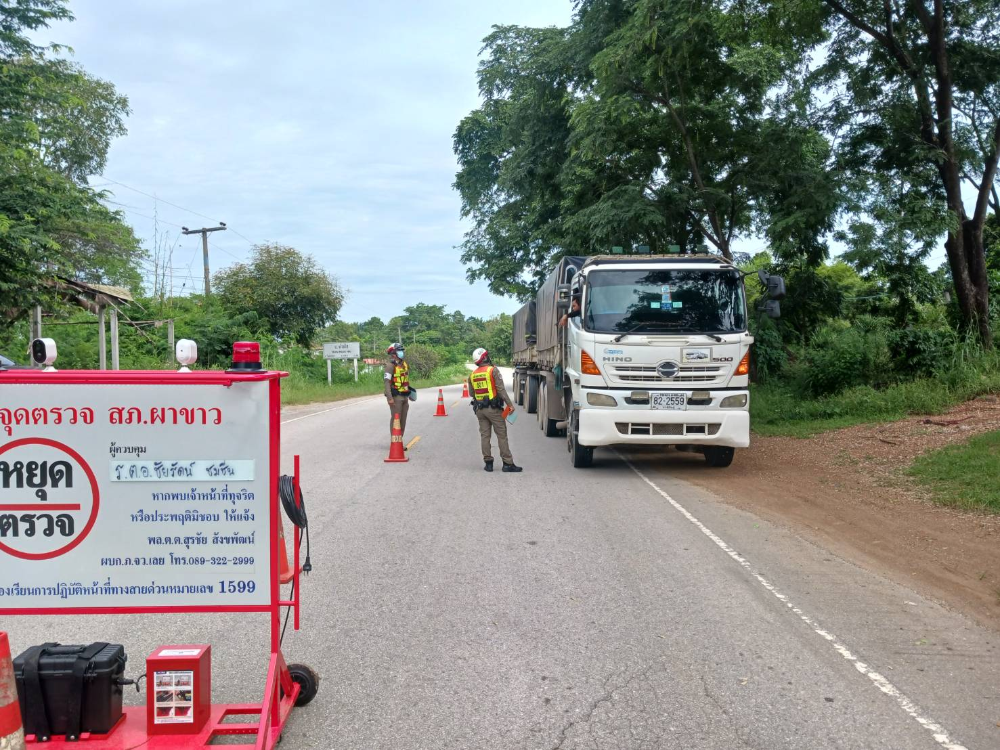 จุดตรวจ สภ.ผาขาว
หยุด
ตรวจ
ผู้ควบคุม
ร.ต.อ.ชัยรัตน์ ชมชื่น
หากพบเจ้าหน้าที่ทุจริต
หรือประพฤติมิชอบ ให้แจ้ง
พล.ต.ต.สุรชัย สังขพัฒน์
ผบก.ภ.จว.เลย โทร.089-322-2999
องเรียนการปฏิบัติหน้าที่ทางสายด่วนหมายเลข 1599
601
HINO
500
THAILAND
82-2559